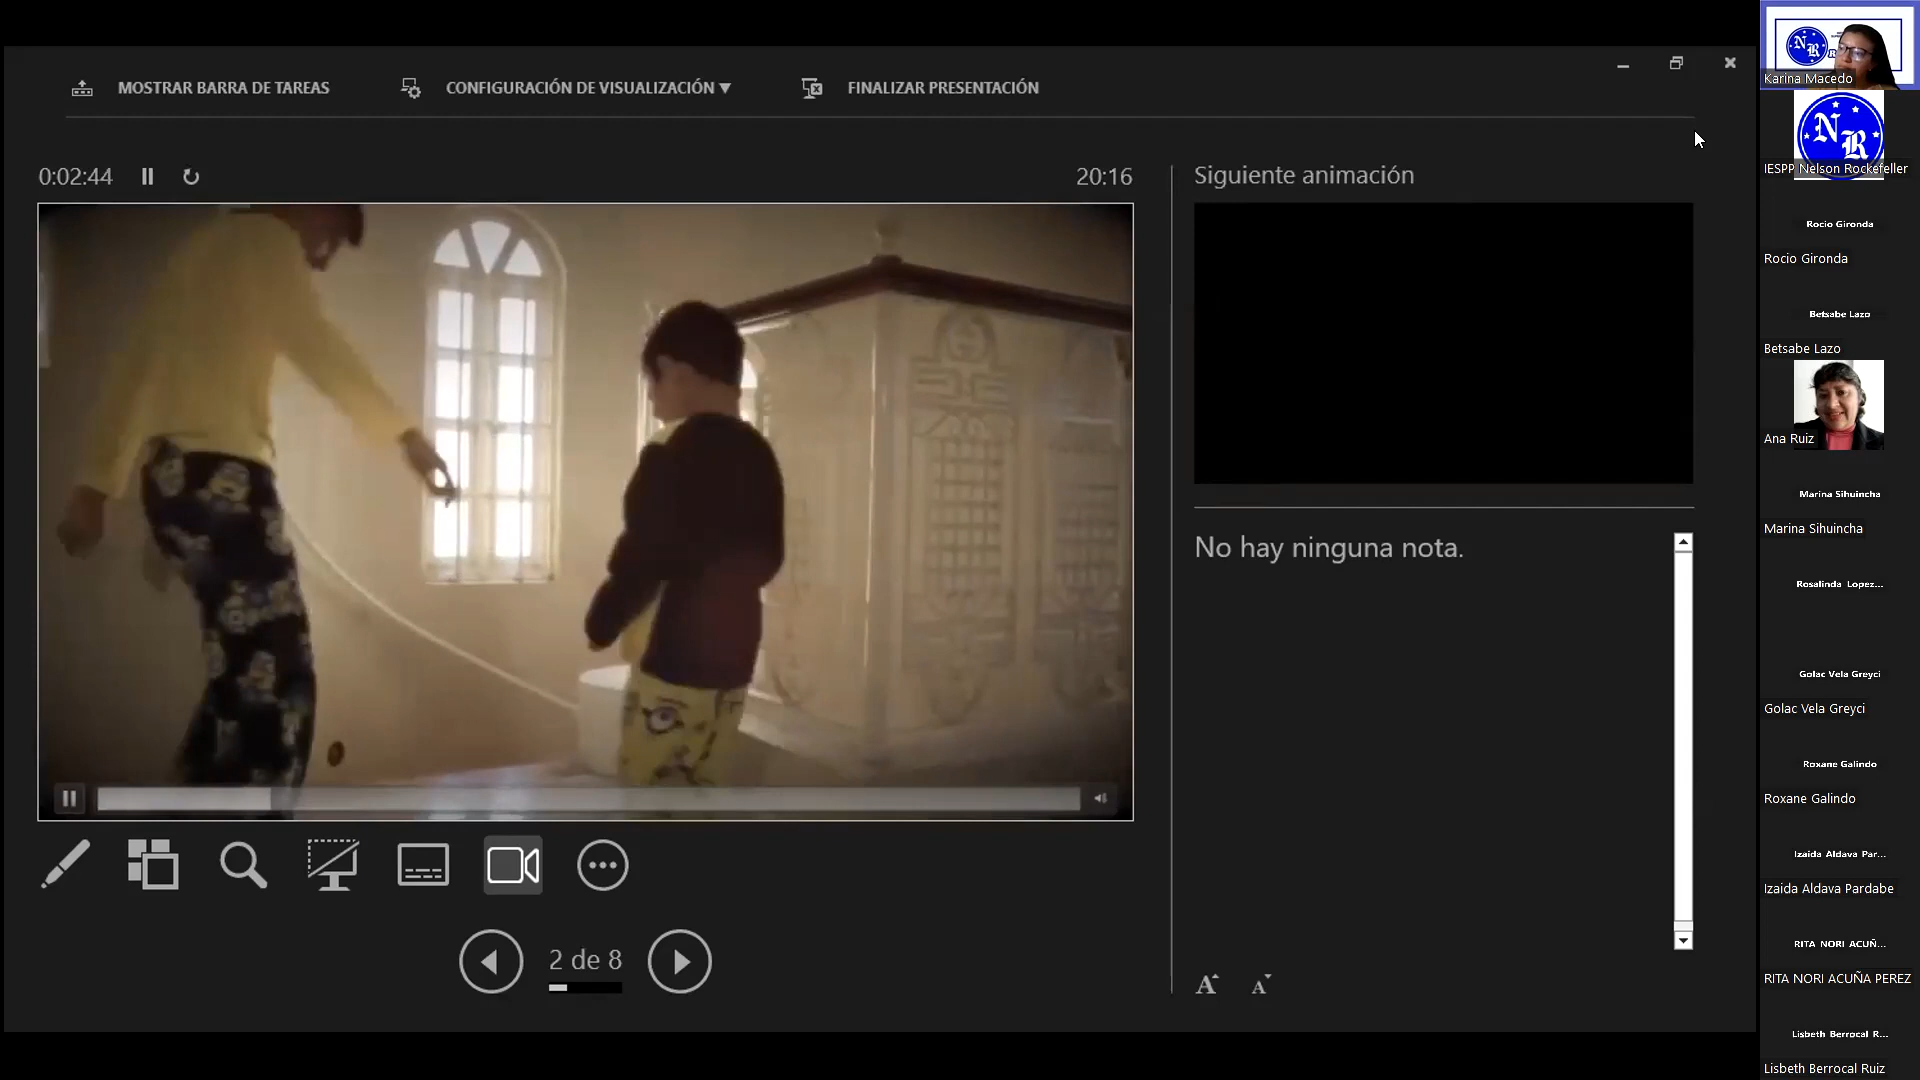 MOSTRAR BARRA DE TAREAS
CONFIGURACIÓN DE VISUALIZACIÓN ▼
FINALIZAR PRESENTACIÓN
0:02:44
20:16
Siguiente animación
No hay ninguna nota.
2 de 8
A
A
NR
Karina Macedo
NR
IESPP Nelson Rockefeller
Rocio Gironda
Rocio Gironda
Betsabe Lazo
Betsabe Lazo
Ana Ruiz
Marina Sihuincha
Marina Sihuincha
Rosalinda Lopez...
Golac Vela Greyci
Golac Vela Greyci
Roxane Galindo
Roxane Galindo
Izaida Aldava Par...
Izaida Aldava Pardabe
RITA NORI ACUÑ...
RITA NORI ACUÑA PEREZ
Lisbeth Berrocal R...
Lisbeth Berrocal Ruiz